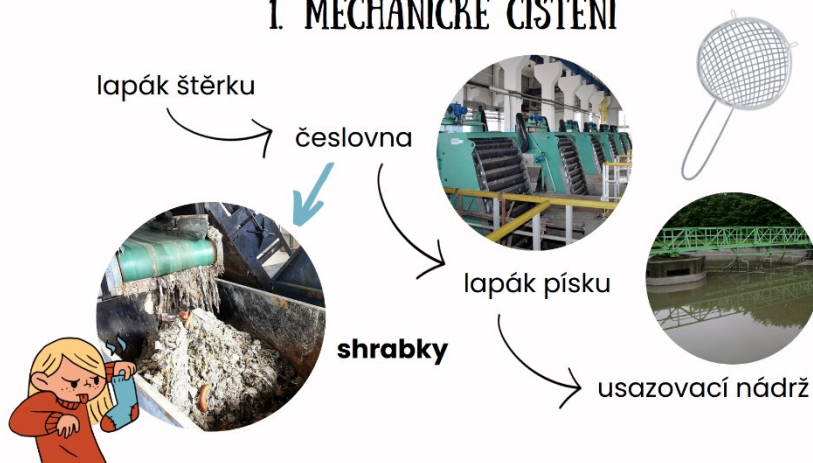 1. MECHANICKÉ ČIŠTĚNÍ
lapák štěrku
česlovna
lapák písku
shrabky
usazovací nádrž